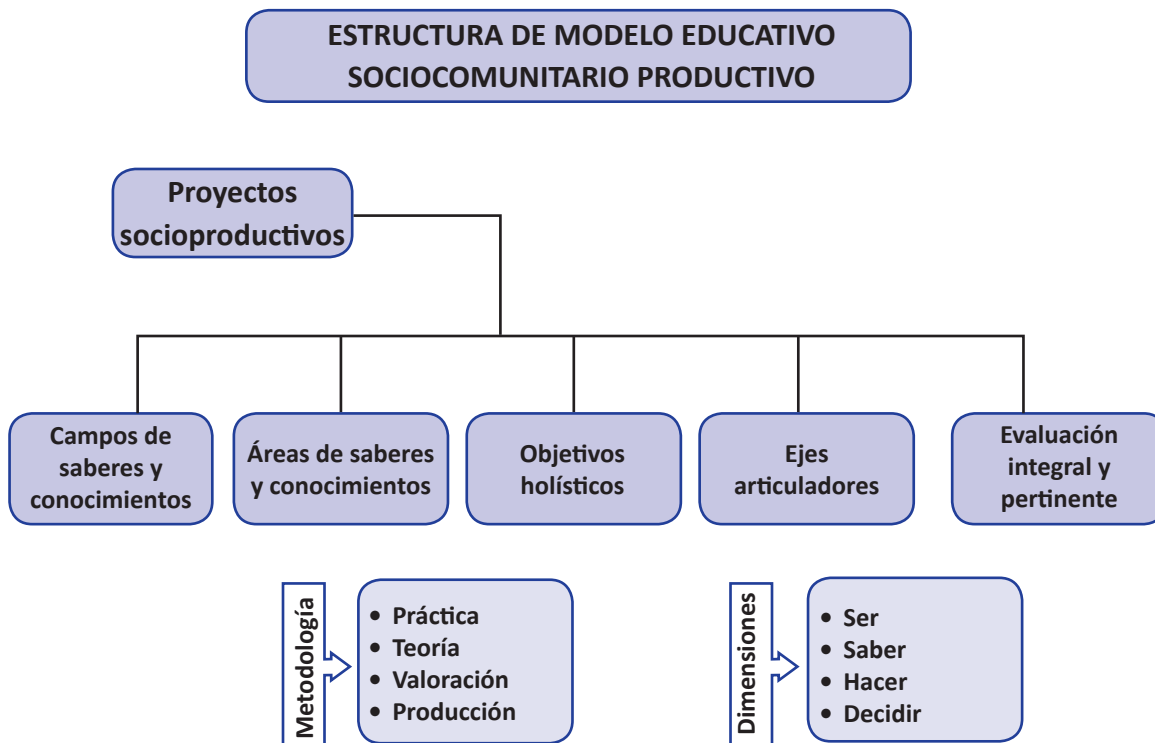 ESTRUCTURA DE MODELO EDUCATIVO
SOCIOCOMUNITARIO PRODUCTIVO
Proyectos
socioproductivos
Campos de
saberes y
conocimientos
Áreas de saberes
y conocimientos
Objetivos
holísticos
Ejes
articuladores
Evaluación
integral y
pertinente
Metodología
• Práctica
• Teoría
• Valoración
• Producción
Dimensiones
• Ser
• Saber
• Hacer
• Decidir